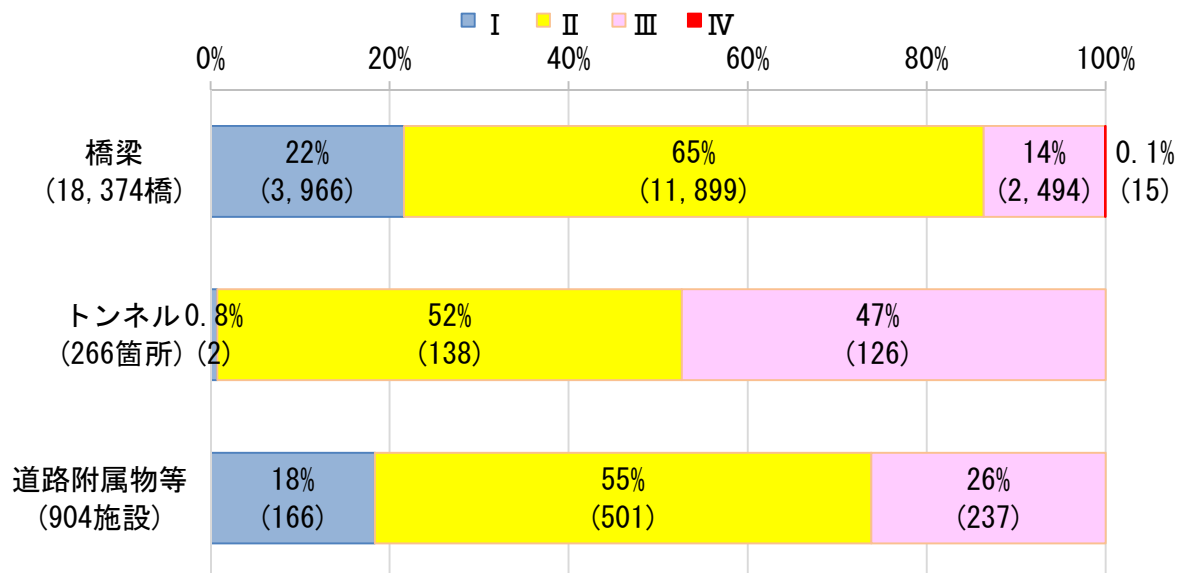 Ⅰ Ⅱ Ⅲ Ⅳ
0% 20% 40% 60% 80% 100%
橋梁 22% 65% 14% 0.1%
(18,374橋) (3,966) (11,899) (2,494) (15)
トンネル 0.8% 52% 47%
(266箇所) (2) (138) (126)
道路附属物等 18% 55% 26%
(904施設) (166) (501) (237)